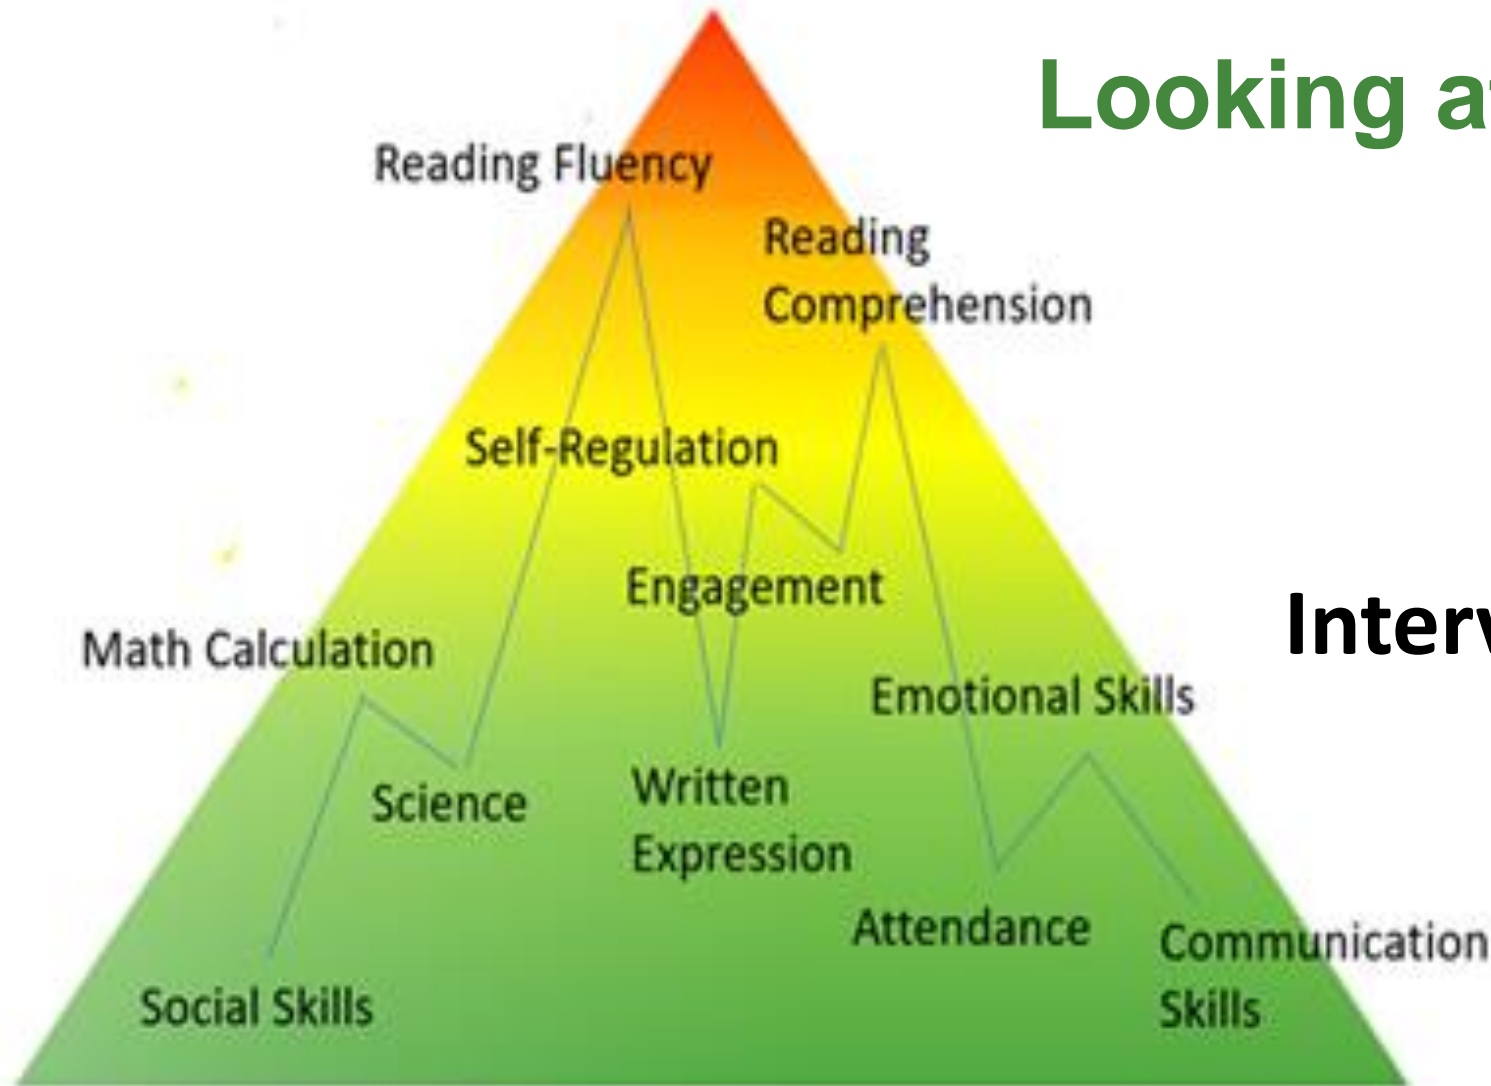 Looking
Reading Fluency
Reading
Comprehension
Self-Regulation
Engagement
Math Calculation
Emotional Skills
Science
Written
Expression
Attendance
Communication
Skills
Social Skills